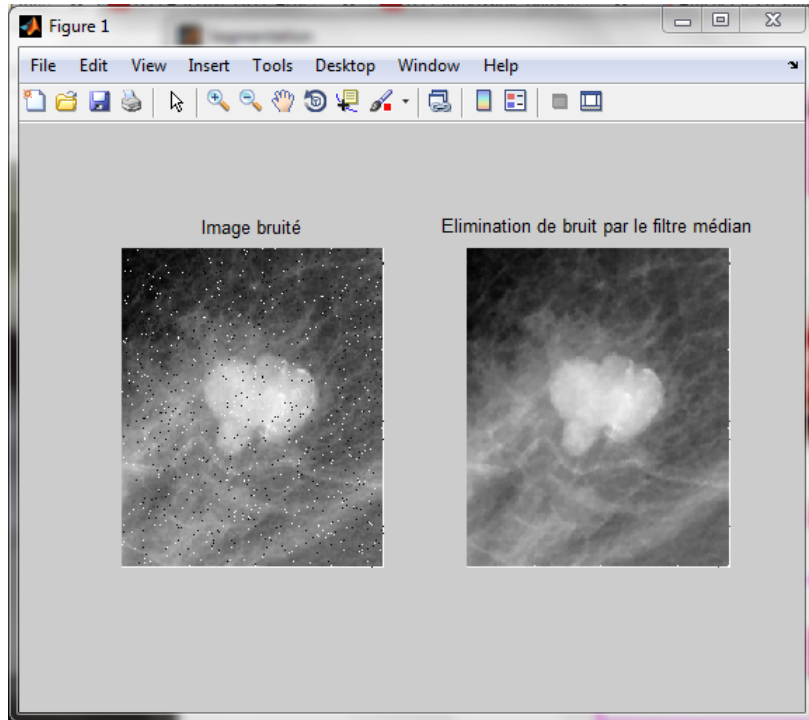 Figure 1
File Edit View Insert Tools Desktop Window Help
Image bruité
Elimination de bruit par le filtre médian